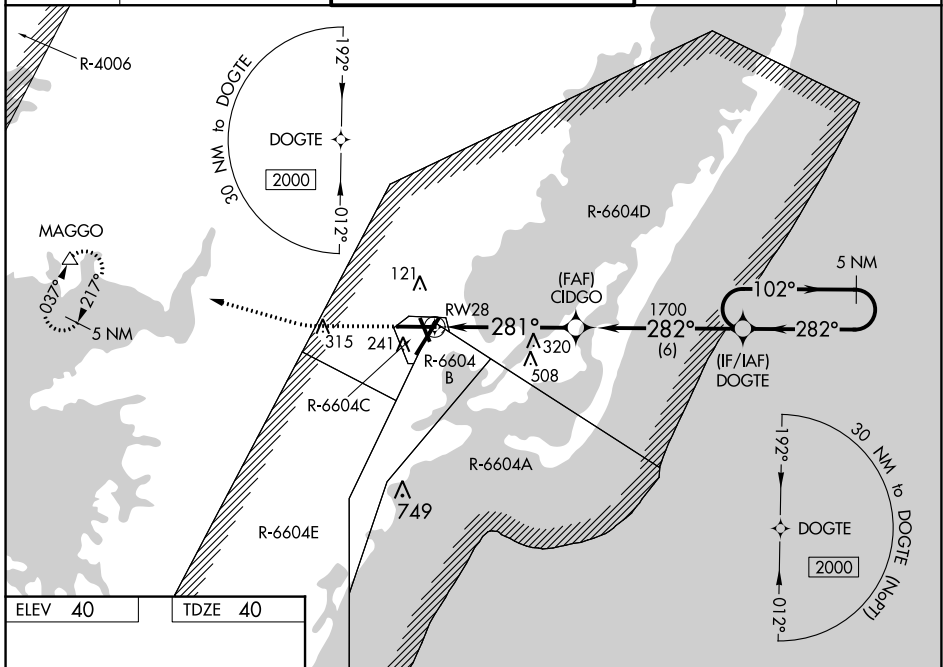 R-4006
30 NM to DOGTE
192°
DOGTE
2000
012°
R-6604D
MAGGO
037°
217°
5 NM
121
(FAF)
CIDGO
5 NM
102°
RW28
281°
1700
282°
(6)
282°
315
241
320
508
R-6604
B
(IF/IAF)
DOGTE
R-6604C
R-6604A
749
R-6604E
192°
30 NM to DOGTE (NoPT)
DOGTE
2000
012°
ELEV 40
TDZE 40